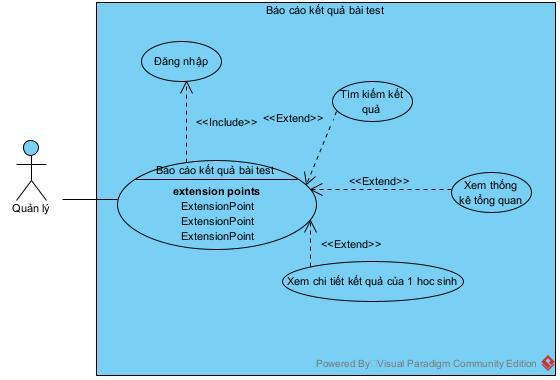 Báo cáo kết quả bài test
Đăng nhập
Tìm kiếm kết
quả
<<Include>>
<<Extend>>
Báo cáo kết quả bài test
extension points
ExtensionPoint
ExtensionPoint
ExtensionPoint
<<Extend>>
Xem thống
kê tổng quan
Quản lý
<<Extend>>
Xem chi tiết kết quả của 1 học sinh
Powered By Visual Paradigm Community Edition